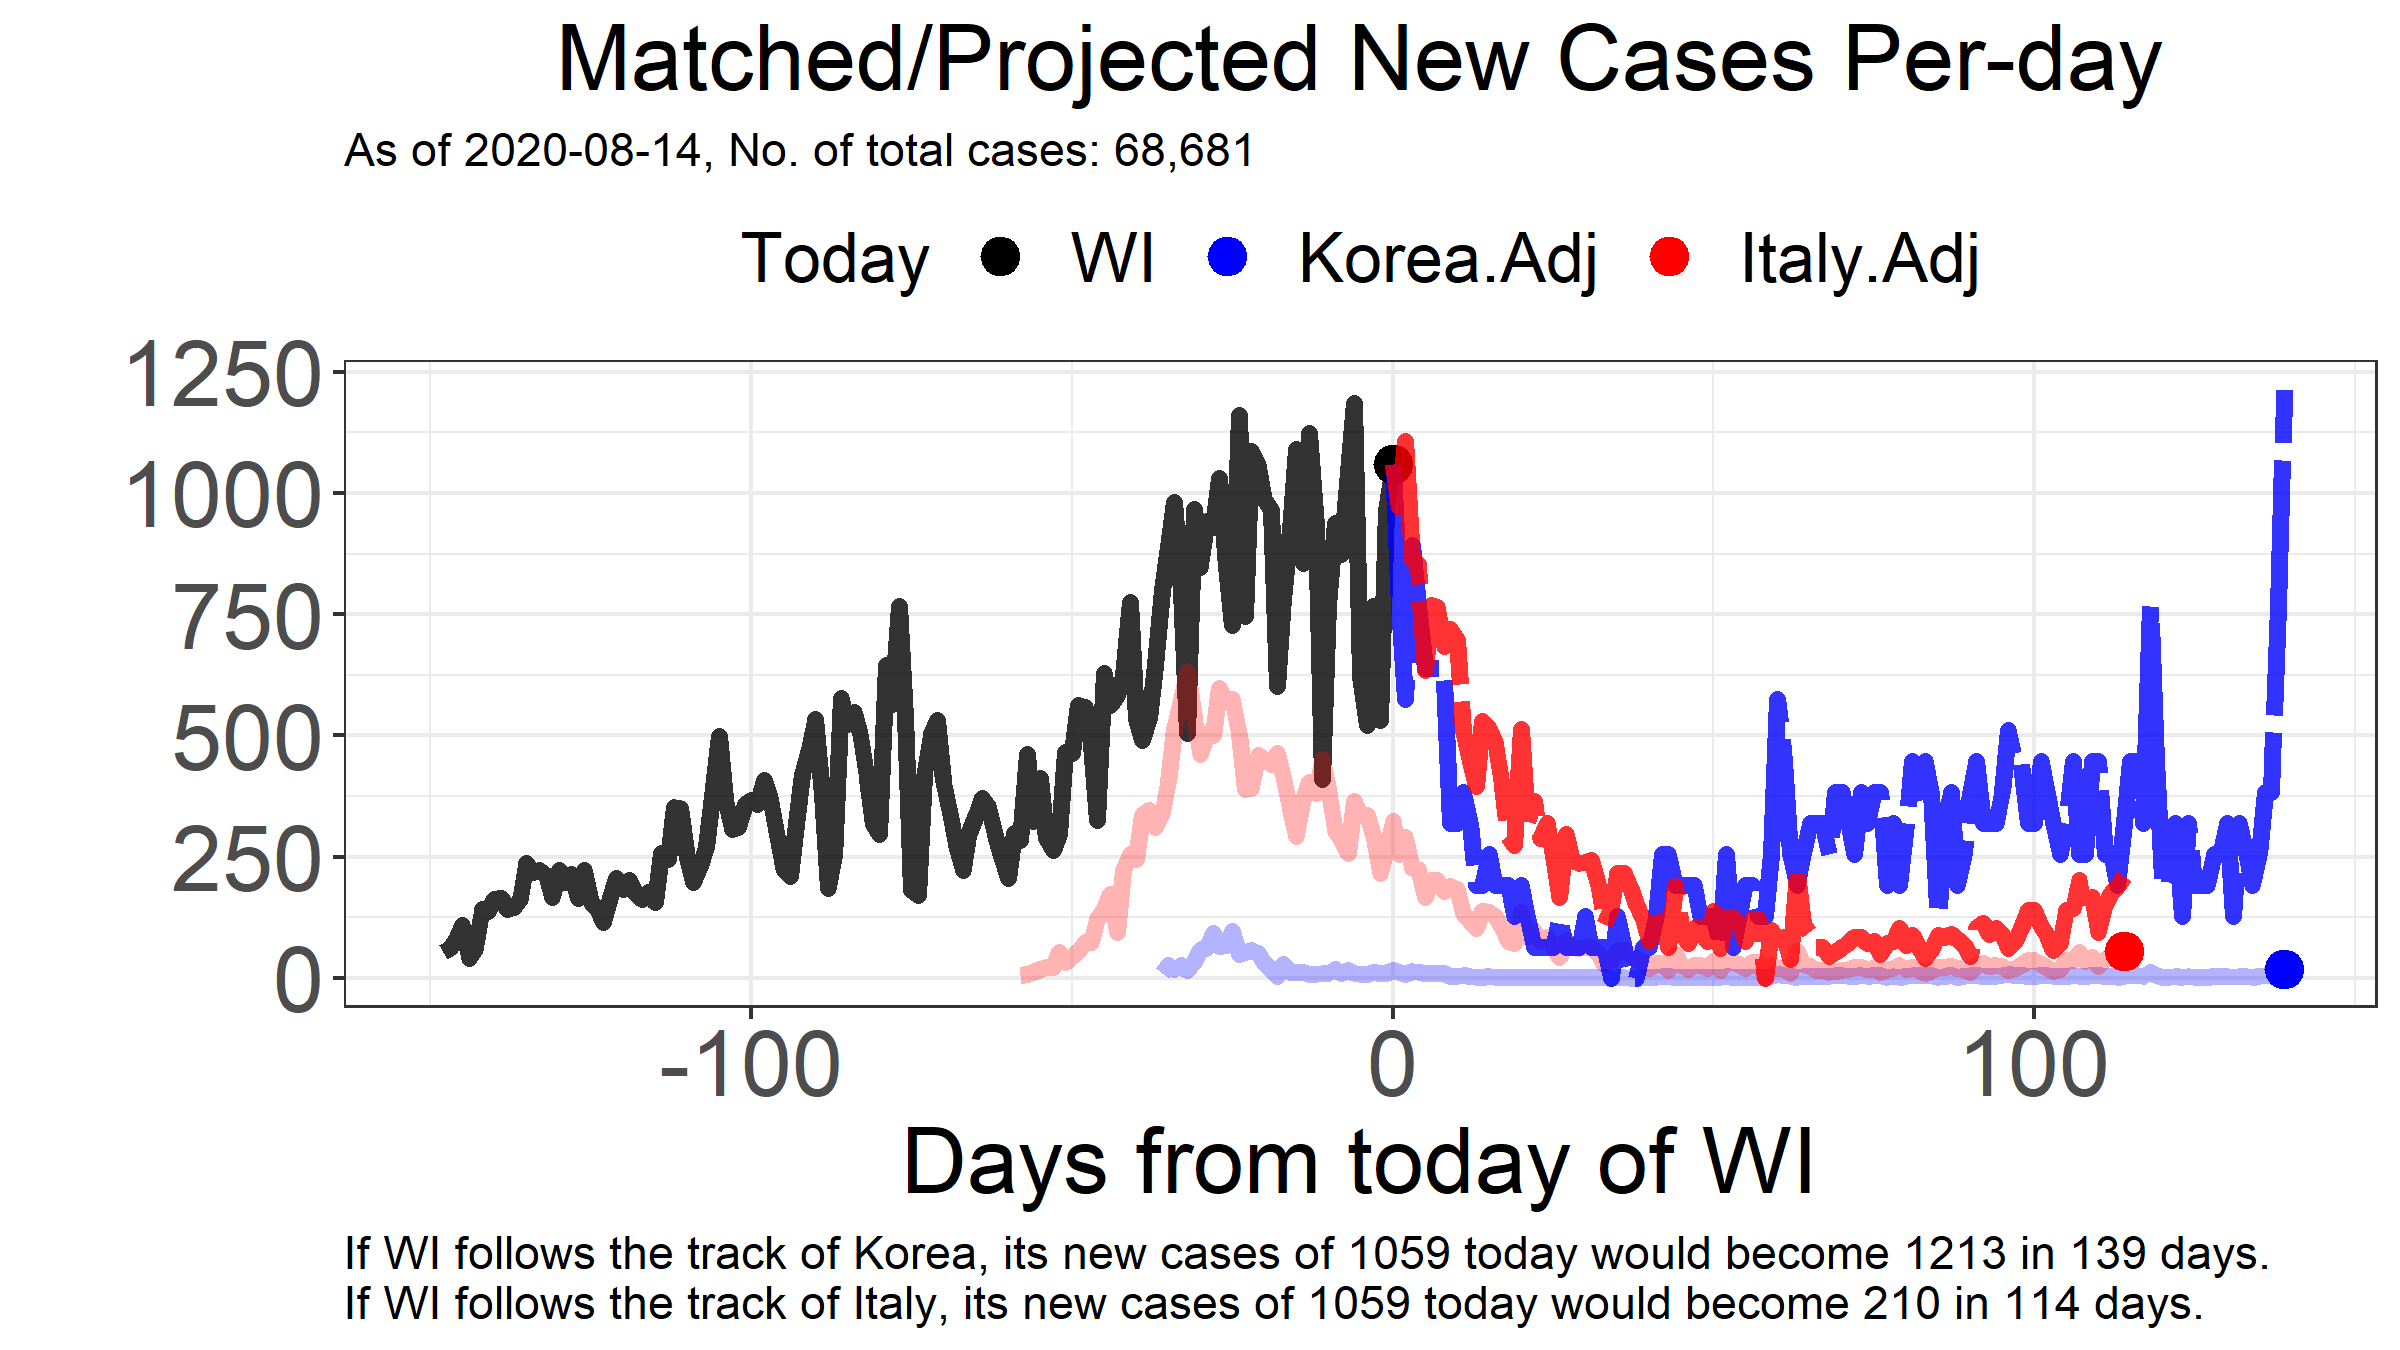 Matched/Projected New Cases Per-day
As of 2020-08-14, No. of total cases: 68,681
Today WI Korea.Adj Italy.Adj
1250
1000
750
500
250
0
-100 0 100
Days from today of WI
If WI follows the track of Korea, its new cases of 1059 today would become 1213 in 139 days.
If WI follows the track of Italy, its new cases of 1059 today would become 210 in 114 days.